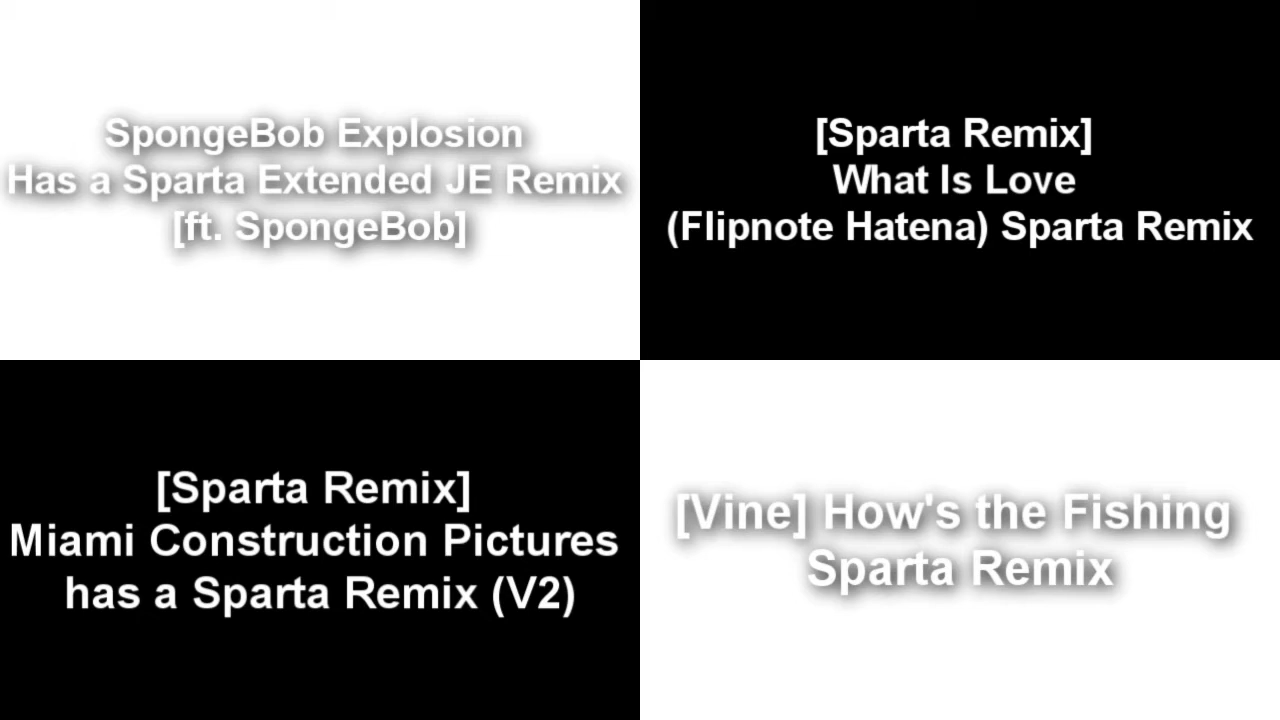 SpongeBob Explosion
Has a Sparta Extended JE Remix
[ft. SpongeBob]
[Sparta Remix]
What Is Love
(Flipnote Hatena) Sparta Remix
[Sparta Remix]
Miami Construction Pictures
has a Sparta Remix (V2)
[Vine] How's the Fishing
Sparta Remix